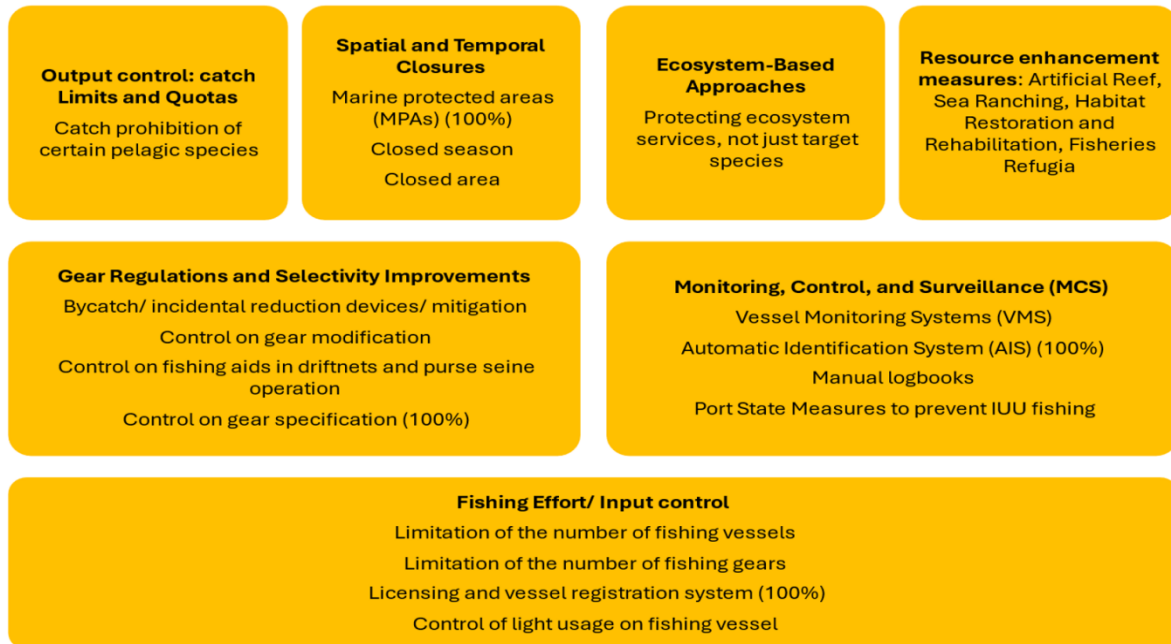 Output control: catch
Limits and Quotas
Catch prohibition of
certain pelagic species
Spatial and Temporal
Closures
Marine protected areas
(MPAs) (100%)
Closed season
Closed area
Ecosystem-Based
Approaches
Protecting ecosystem
services, not just target
species
Resource enhancement
measures: Artificial Reef,
Sea Ranching, Habitat
Restoration and
Rehabilitation, Fisheries
Refugia
Gear Regulations and Selectivity Improvements
Bycatch/ incidental reduction devices/ mitigation
Control on gear modification
Control on fishing aids in driftnets and purse seine
operation
Control on gear specification (100%)
Monitoring, Control, and Surveillance (MCS)
Vessel Monitoring Systems (VMS)
Automatic Identification System (AIS) (100%)
Manual logbooks
Port State Measures to prevent IUU fishing
Fishing Effort/ Input control
Limitation of the number of fishing vessels
Limitation of the number of fishing gears
Licensing and vessel registration system (100%)
Control of light usage on fishing vessel